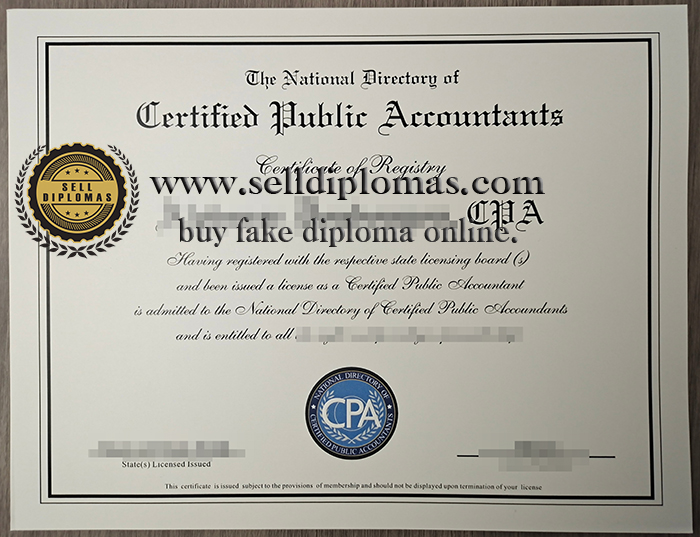 The National Directory of
Certified Public Accountants
Certificate of Registry
SELL
DIPLOMAS
www.selldiplomas.com
,CPA
buy fake diploma online.
Having registered with the respective state licensing board (s)
and been issued a license as a Certified Public Accountant
is admitted to the National Directory of Certified Public Accoundants
and is entitled to all
NATIONAL DIRECTORY OF
CPA
CERTIFIED PUBLIC ACCOUNTANTS
State(s) Licensed Issued
This certificate is issued subject to the provisions of membership and should not be displayed upon termination of your license